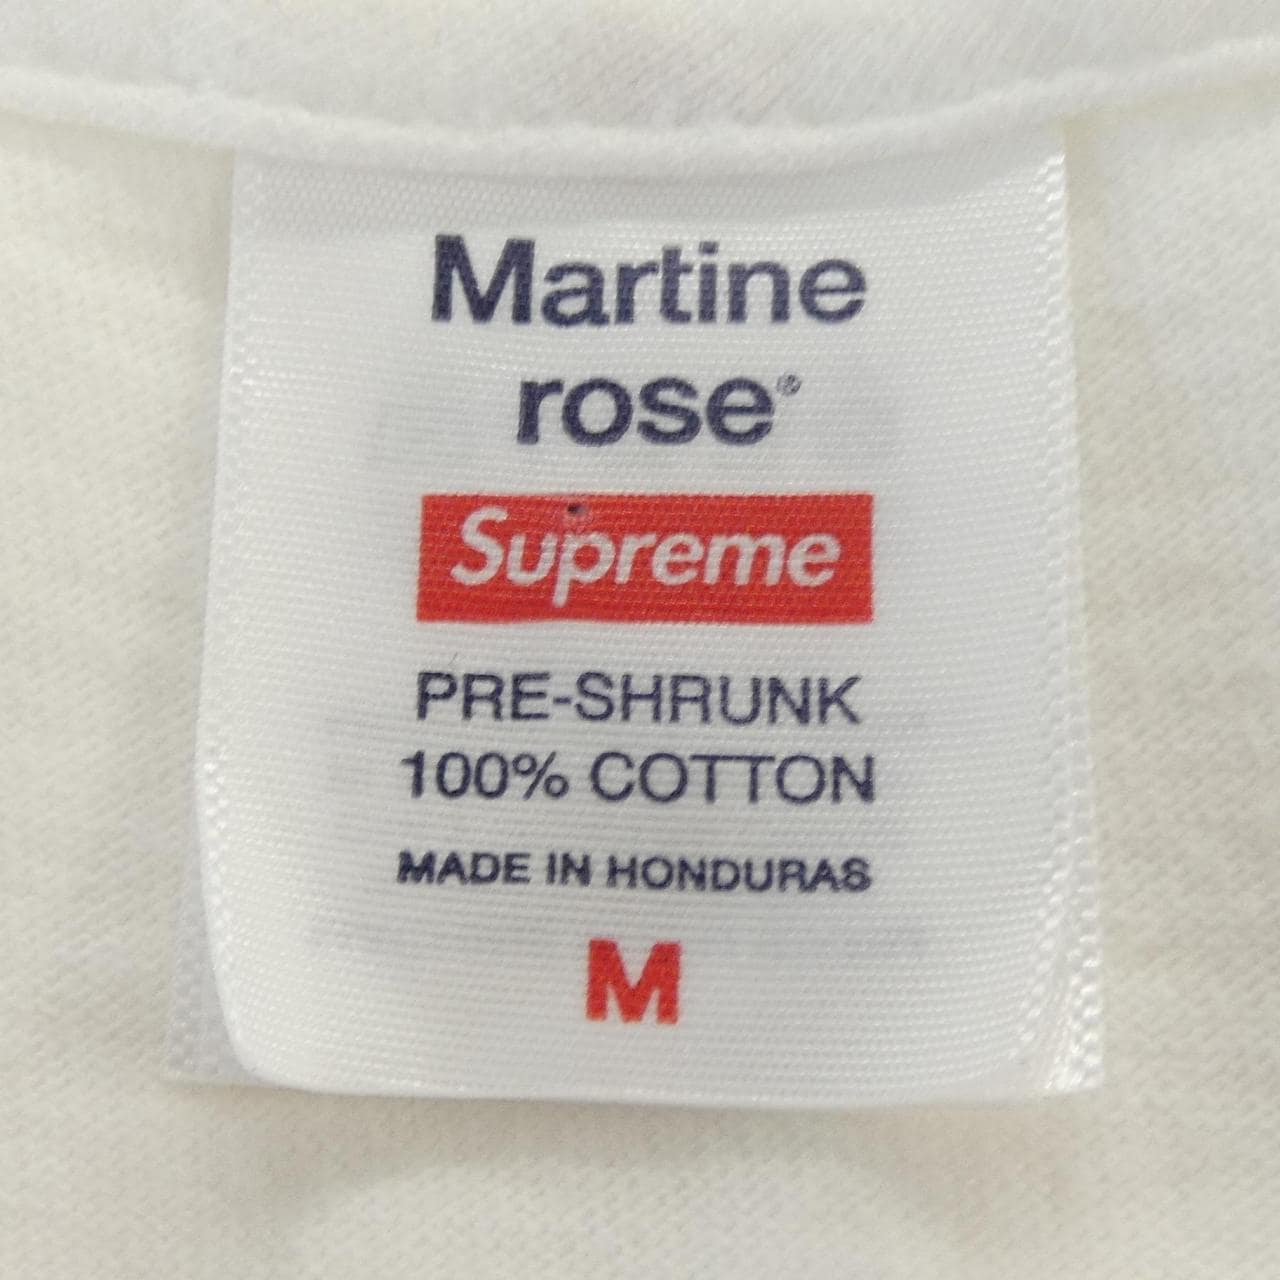 Martine
rose®
Supreme
PRE-SHRUNK
100% COTTON
MADE IN HONDURAS
M